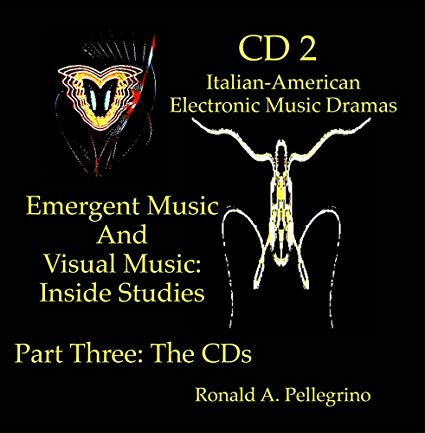 CD 2
Italian-American
Electronic Music Dramas
Emergent Music
And
Visual Music:
Inside Studies
Part Three: The CDs
Ronald A. Pellegrino